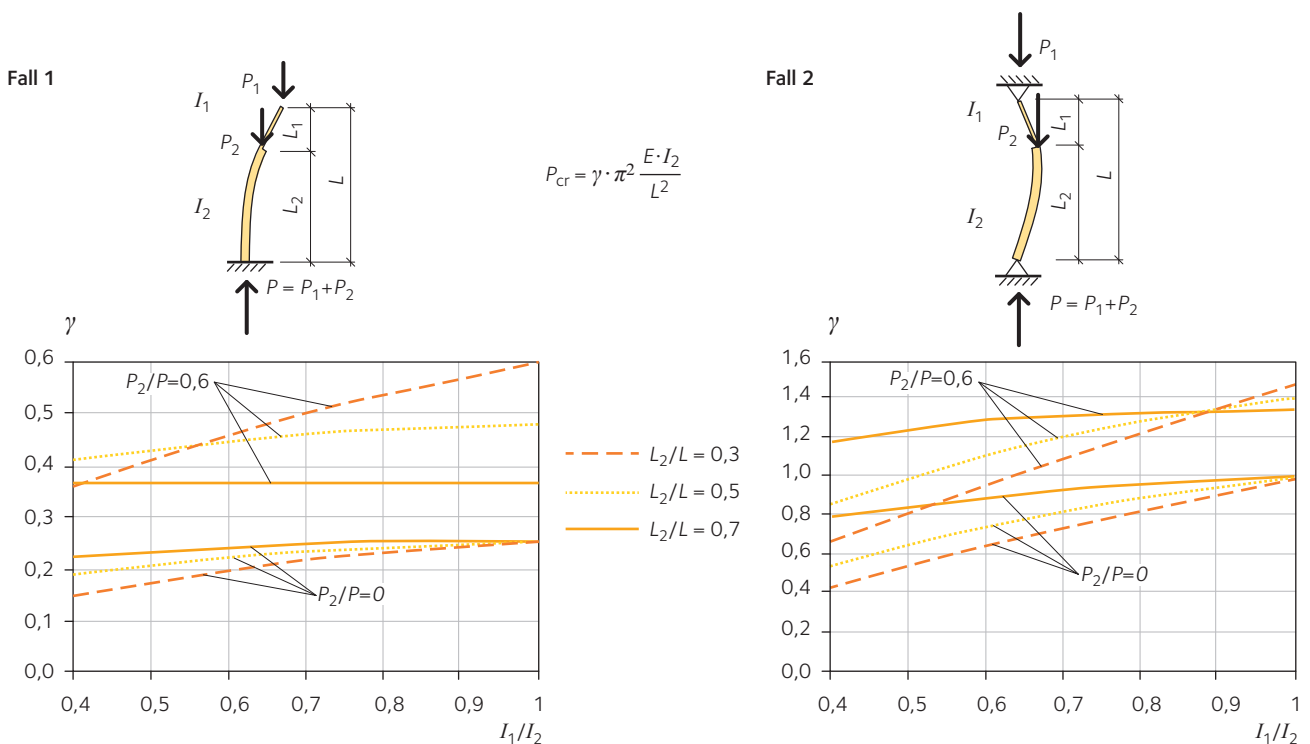 Fall 1
P₁
I₁
P₂
L₁
L₂
L
I₂
P = P₁+P₂
P_cr = γ · π² E·I₂ / L²
Fall 2
P₁
I₁
P₂
L₁
L₂
L
I₂
P = P₁+P₂
γ
0,6
0,5
0,4
0,3
0,2
0,1
0,0
P₂/P=0,6
P₂/P=0
0,4 0,5 0,6 0,7 0,8 0,9 1
I₁/I₂
L₂/L = 0,3
L₂/L = 0,5
L₂/L = 0,7
γ
1,6
1,4
1,2
1,0
0,8
0,6
0,4
0,2
0,0
P₂/P=0,6
P₂/P=0
0,4 0,5 0,6 0,7 0,8 0,9 1
I₁/I₂